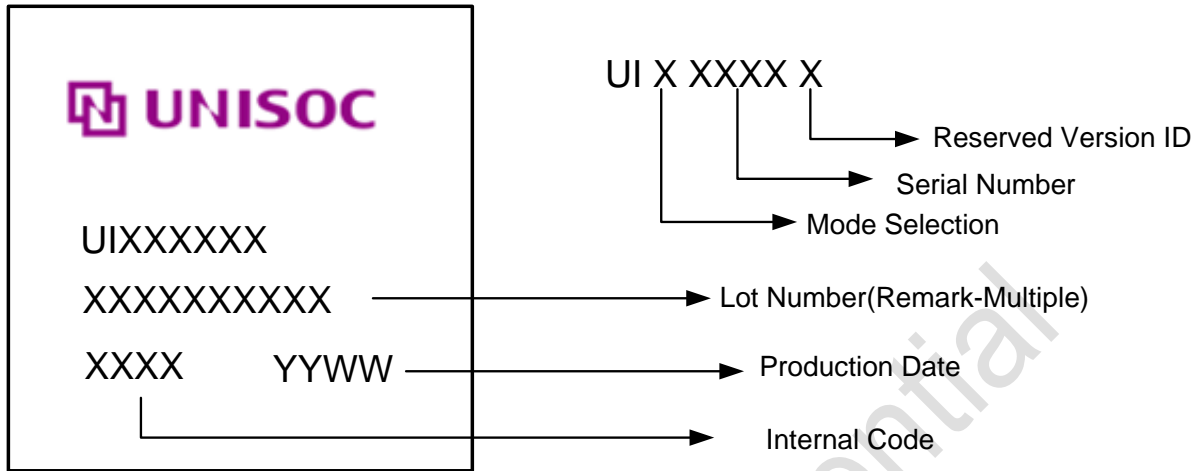 UNISOC
UI X XXXX X
Reserved Version ID
Serial Number
Mode Selection
UIXXXXXX
XXXXXXXXXX
Lot Number(Remark-Multiple)
XXXX YYWW
Production Date
Internal Code